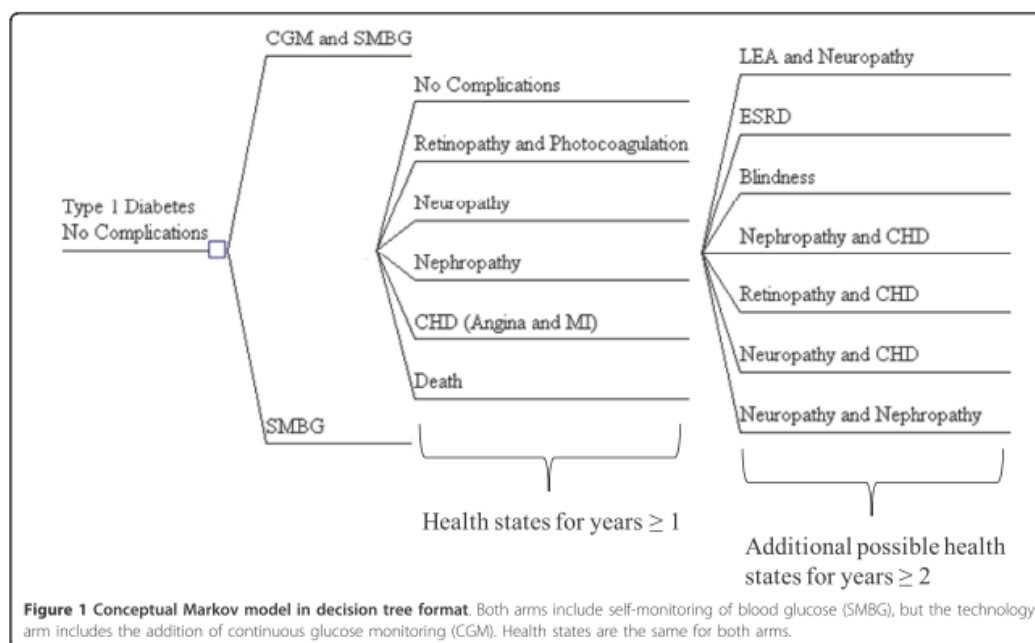 CGM and SMBG
Type 1 Diabetes
No Complications
SMBG
No Complications
Retinopathy and Photocoagulation
Neuropathy
Nephropathy
CHD (Angina and MI)
Death
Health states for years ≥ 1
LEA and Neuropathy
ESRD
Blindness
Nephropathy and CHD
Retinopathy and CHD
Neuropathy and CHD
Neuropathy and Nephropathy
Additional possible health
states for years ≥ 2
Figure 1 Conceptual Markov model in decision tree format. Both arms include self-monitoring of blood glucose (SMBG), but the technology
arm includes the addition of continuous glucose monitoring (CGM). Health states are the same for both arms.